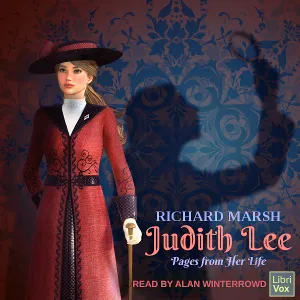 RICHARD MARSH
Judith Lee
Pages from Her Life
READ BY ALAN WINTERROWD
Libri
Vox